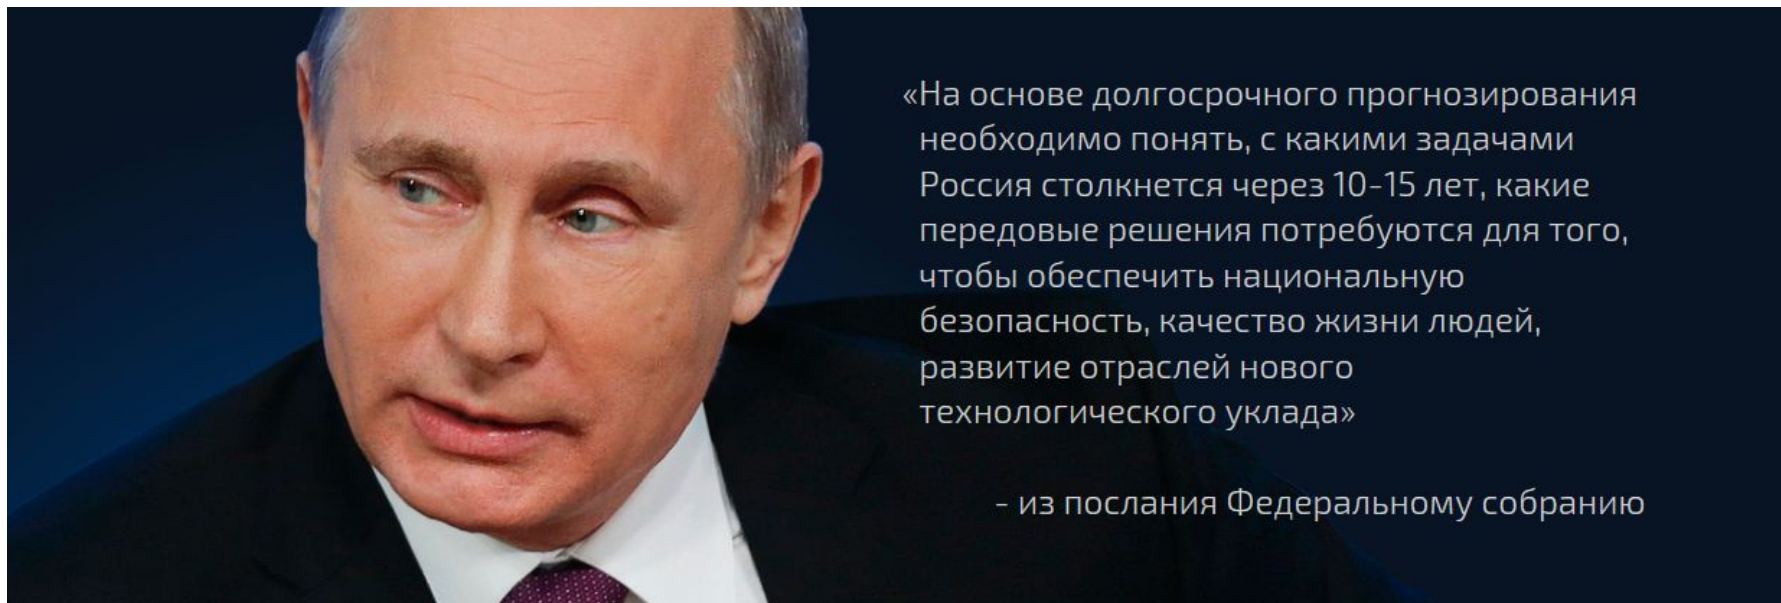 «На основе долгосрочного прогнозирования
необходимо понять, с какими задачами
Россия столкнется через 10-15 лет, какие
передовые решения потребуются для того,
чтобы обеспечить национальную
безопасность, качество жизни людей,
развитие отраслей нового
технологического уклада»
- из послания Федеральному собранию